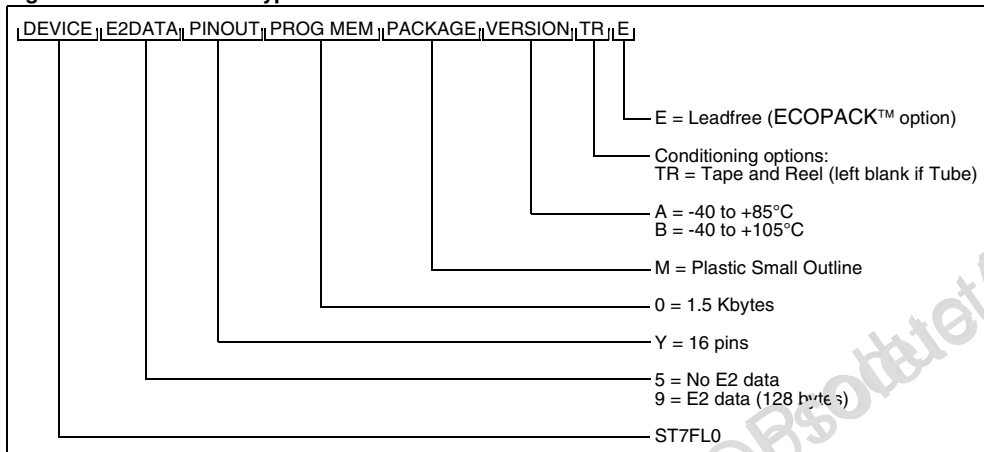 DEVICE E2DATA PINOUT PROG MEM PACKAGE VERSION TR E
E = Leadfree (ECOPACK™ option)
Conditioning options:
TR = Tape and Reel (left blank if Tube)
A = -40 to +85°C
B = -40 to +105°C
M = Plastic Small Outline
0 = 1.5 Kbytes
Y = 16 pins
5 = No E2 data
9 = E2 data (128 bytes)
ST7FL0